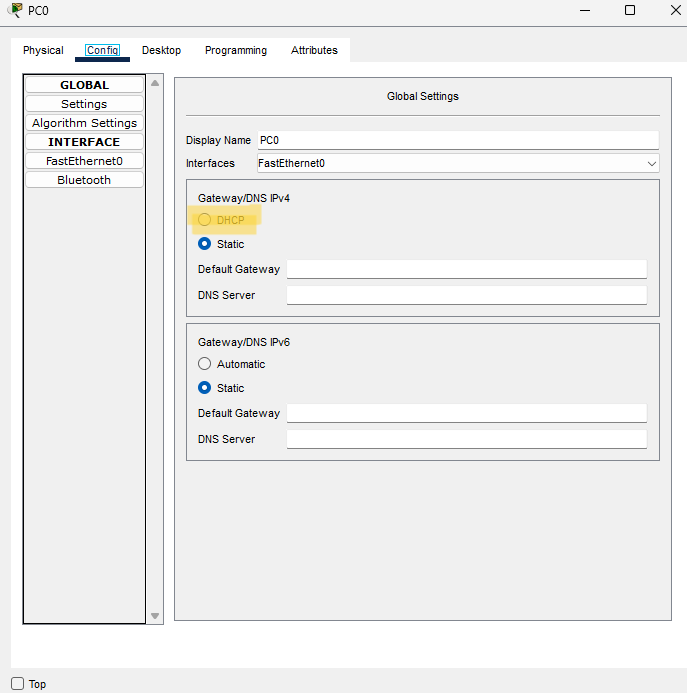 PC0
Physical Config Desktop Programming Attributes
GLOBAL
Settings
Algorithm Settings
INTERFACE
FastEthernet0
Bluetooth
Global Settings
Display Name PC0
Interfaces FastEthernet0
Gateway/DNS IPv4
DHCP
Static
Default Gateway
DNS Server
Gateway/DNS IPv6
Automatic
Static
Default Gateway
DNS Server
Top